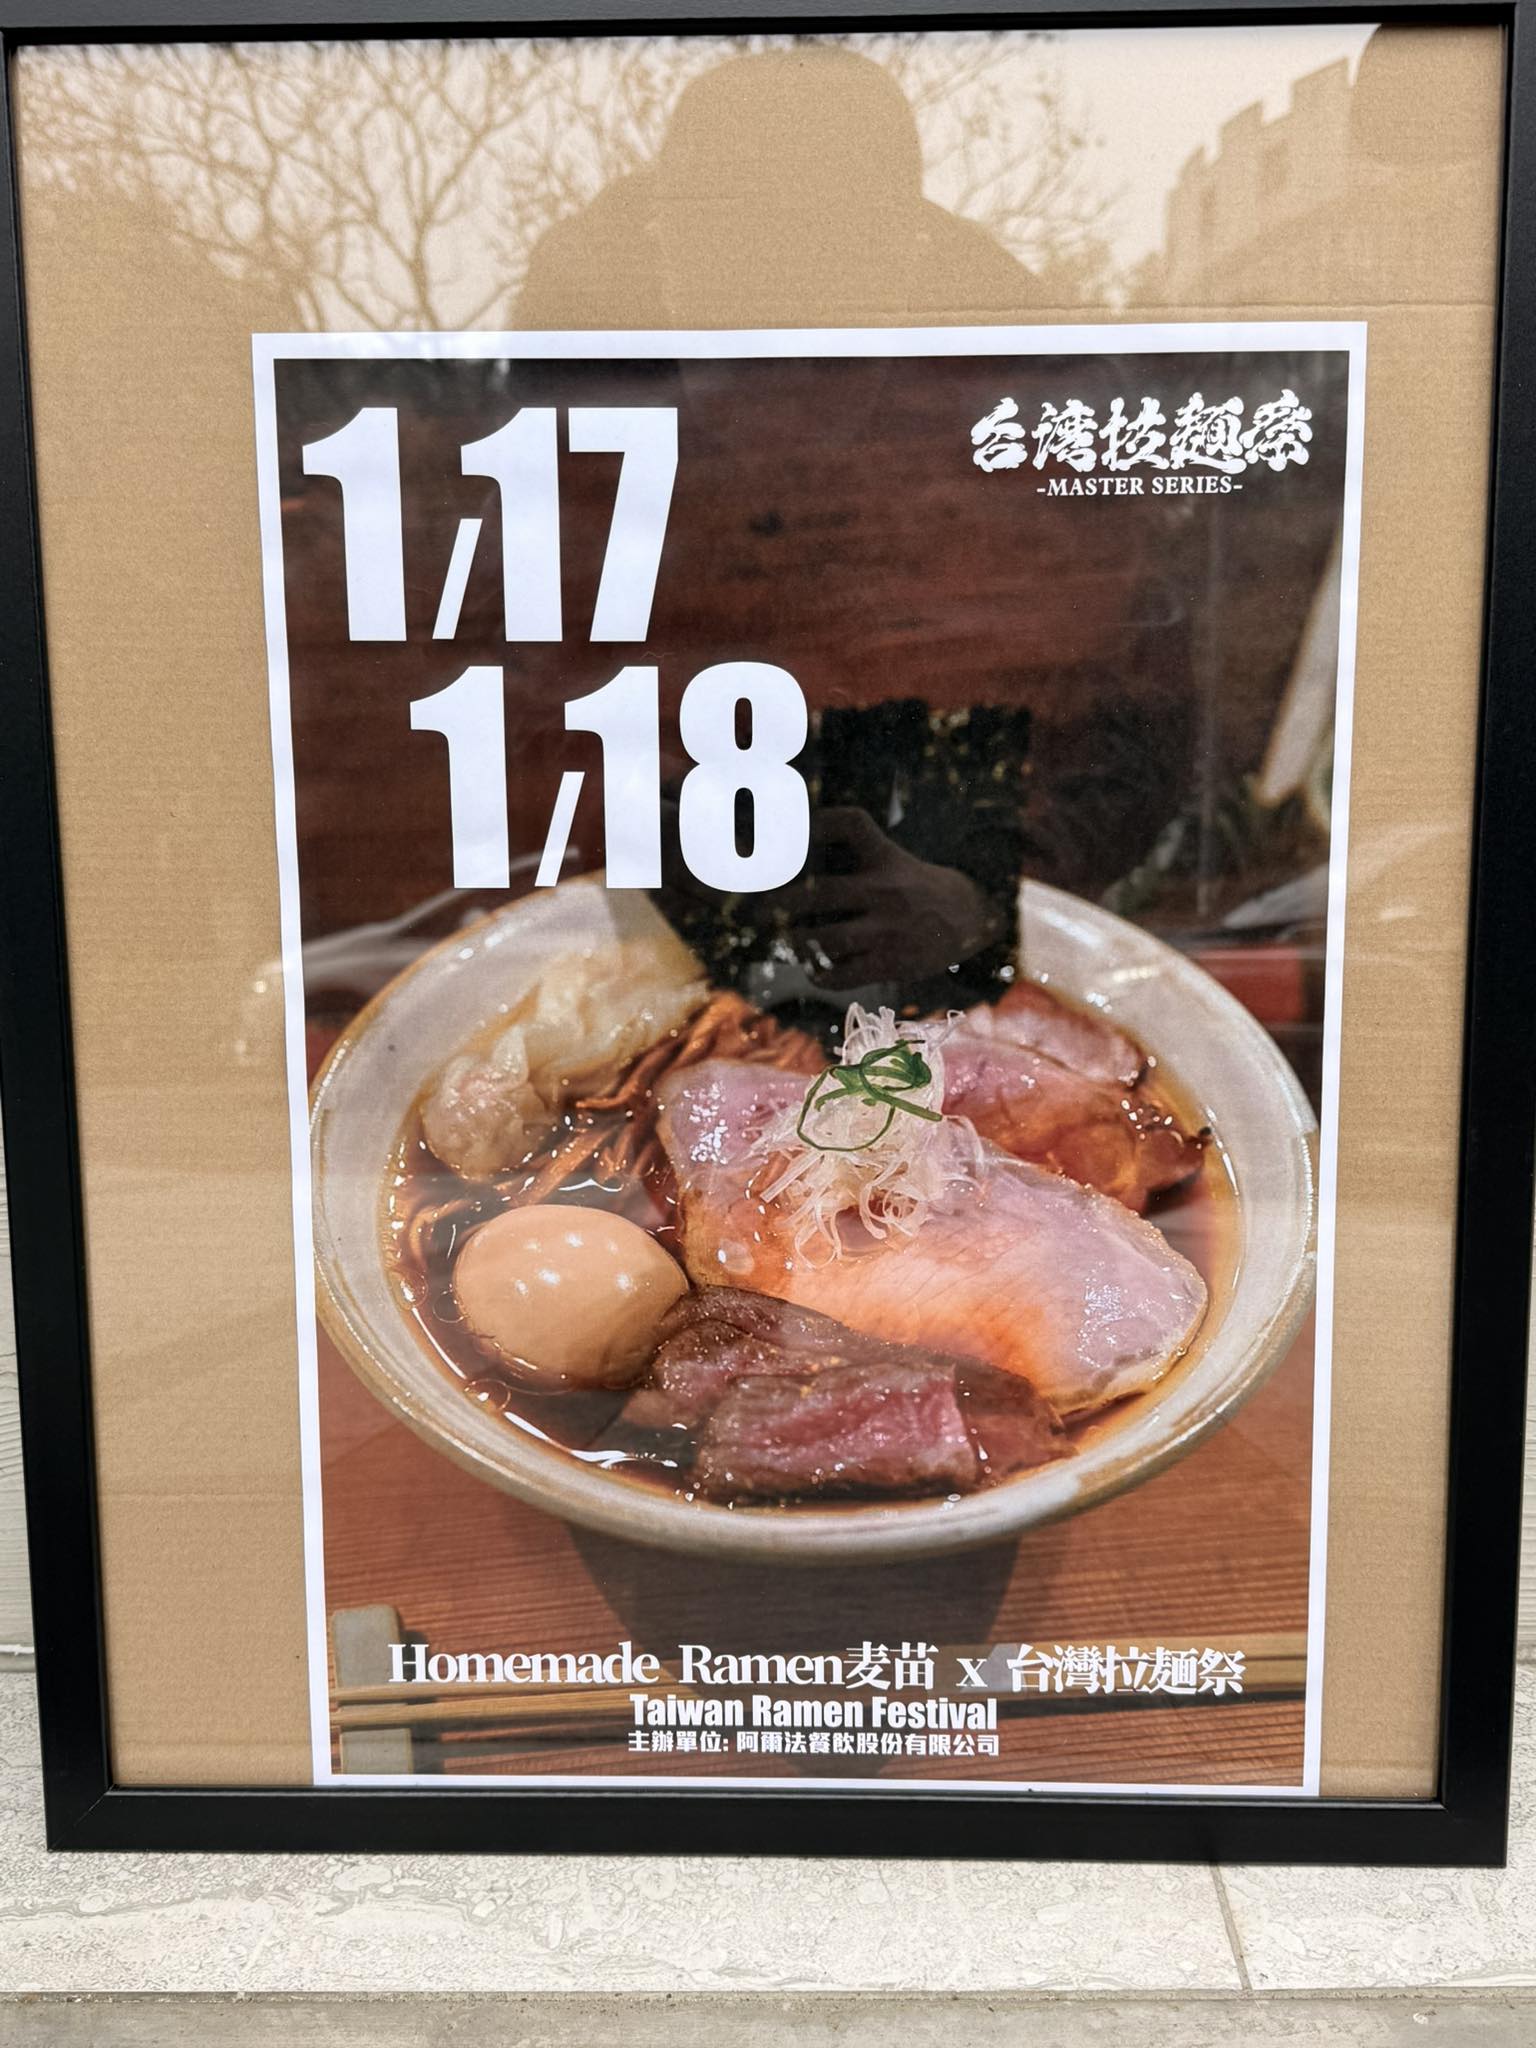 1/17
1/18
台灣拉麵祭
-MASTER SERIES-
Homemade Ramen麦苗 x 台灣拉麵祭
Taiwan Ramen Festival
主辦單位: 阿爾法餐飲股份有限公司